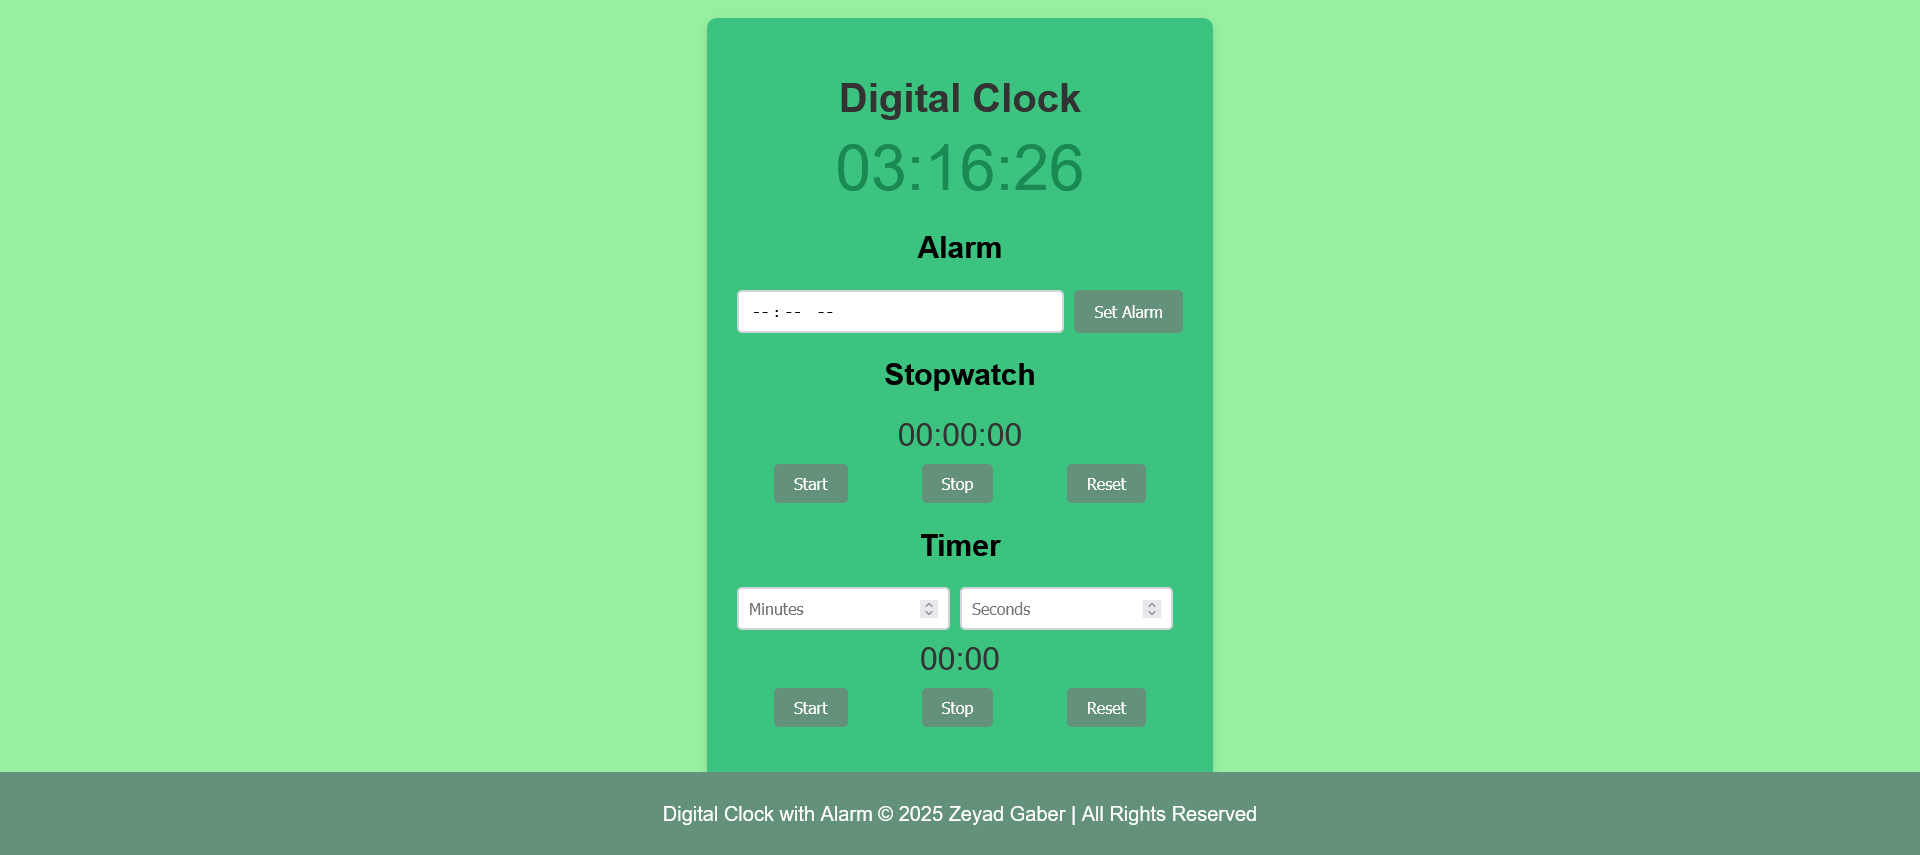 Digital Clock
03:16:26
Alarm
--:-- --
Set Alarm
Stopwatch
00:00:00
Start Stop Reset
Timer
Minutes Seconds
00:00
Start Stop Reset
Digital Clock with Alarm © 2025 Zeyad Gaber | All Rights Reserved